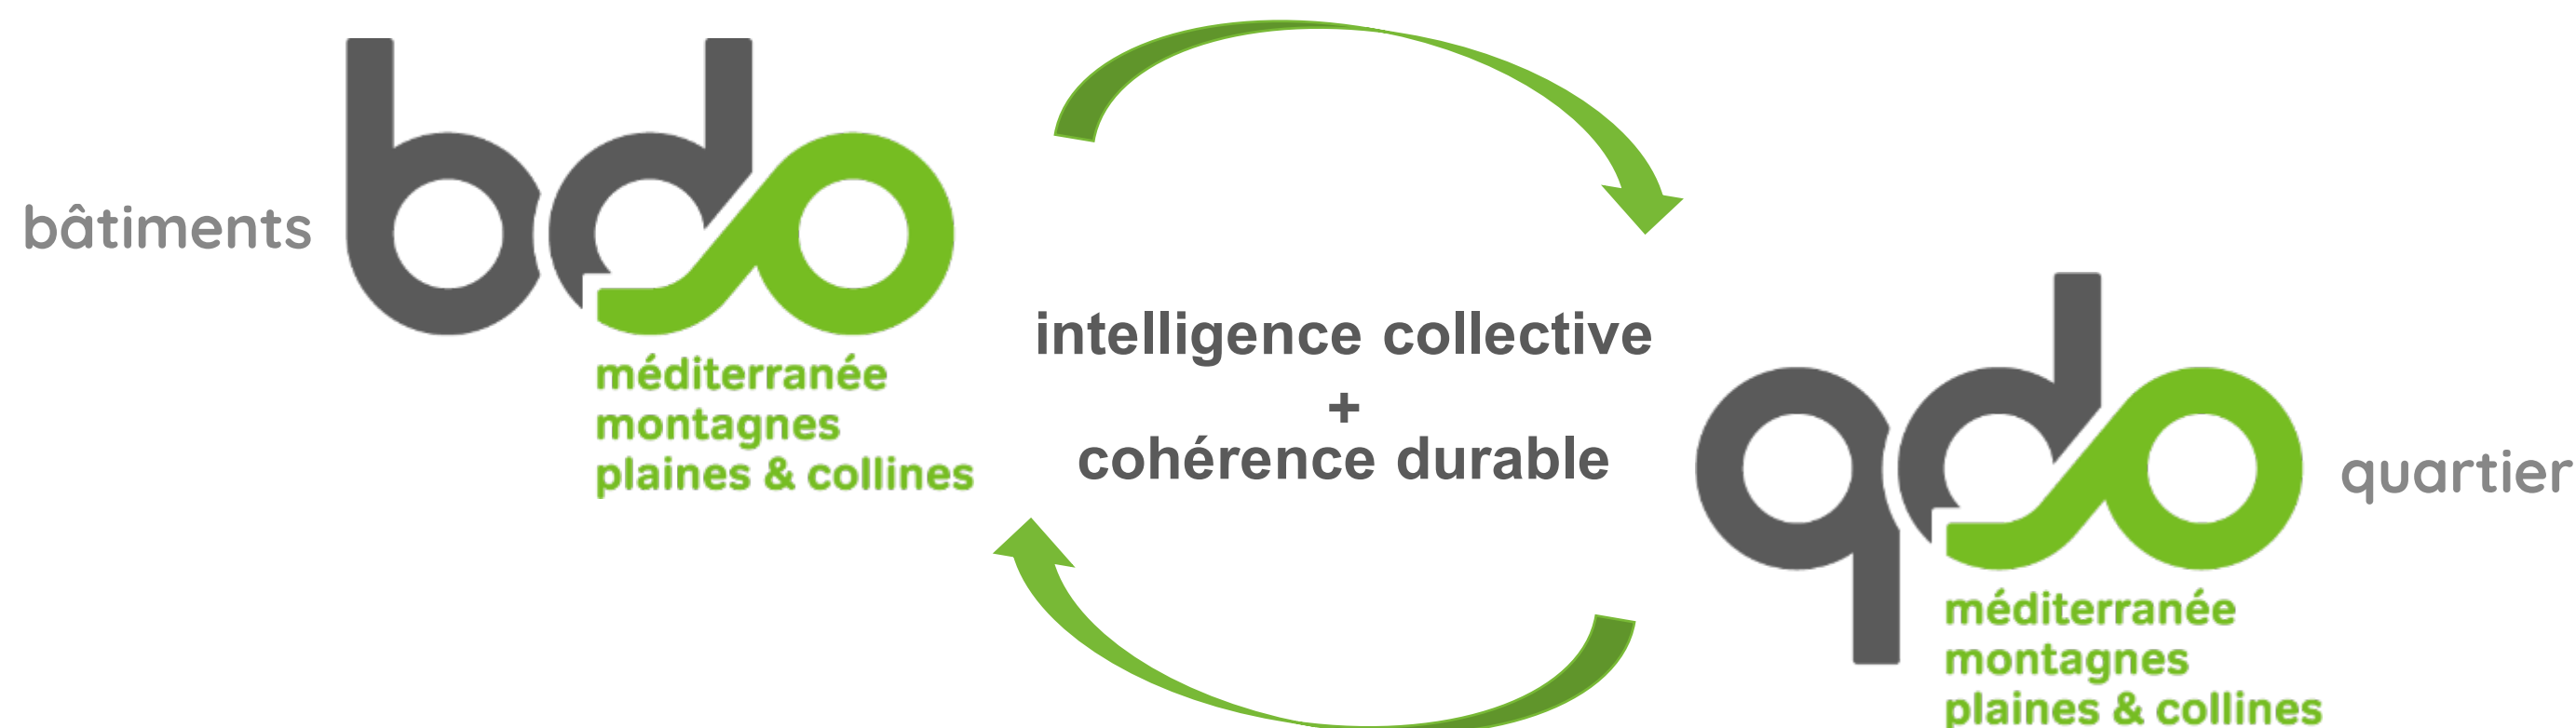 bâtiments
bdo
méditerranée
montagnes
plaines & collines
intelligence collective
+
cohérence durable
qdo
méditerranée
montagnes
plaines & collines
quartier